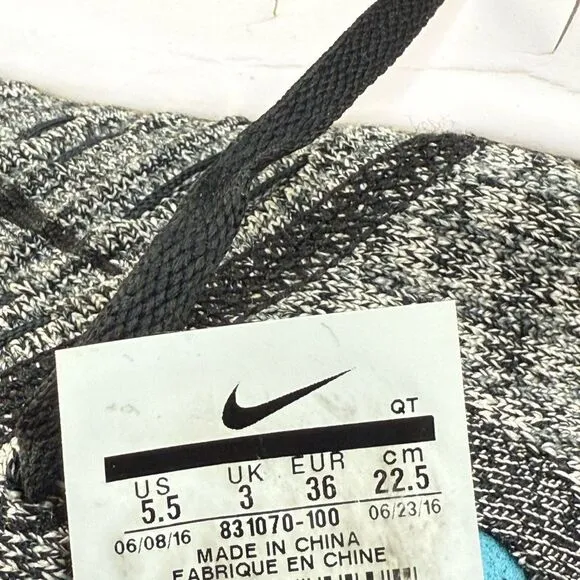 QT
US UK EUR cm
5.5 3 36 22.5
06/08/16 831070-100 06/23/16
MADE IN CHINA
FABRIQUE EN CHINE